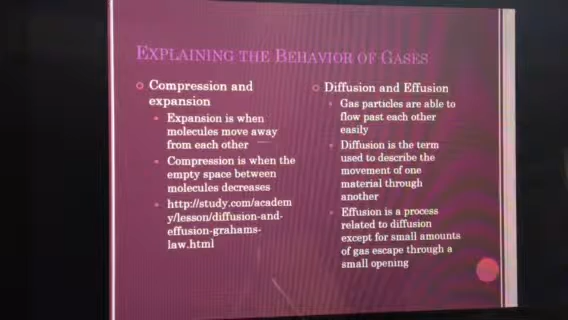 EXPLAINING THE BEHAVIOR OF GASES
Compression and
expansion
Expansion is when
molecules move away
from each other
Compression is when the
empty space between
molecules decreases
http://study.com/academ
y/lesson/diffusion-and-
effusion-grahams-
law.html
Diffusion and Effusion
Gas particles are able to
flow past each other
easily
Diffusion is the term
used to describe the
movement of one
material through
another
Effusion is a process
related to diffusion
except for small amounts
of gas escape through a
small opening